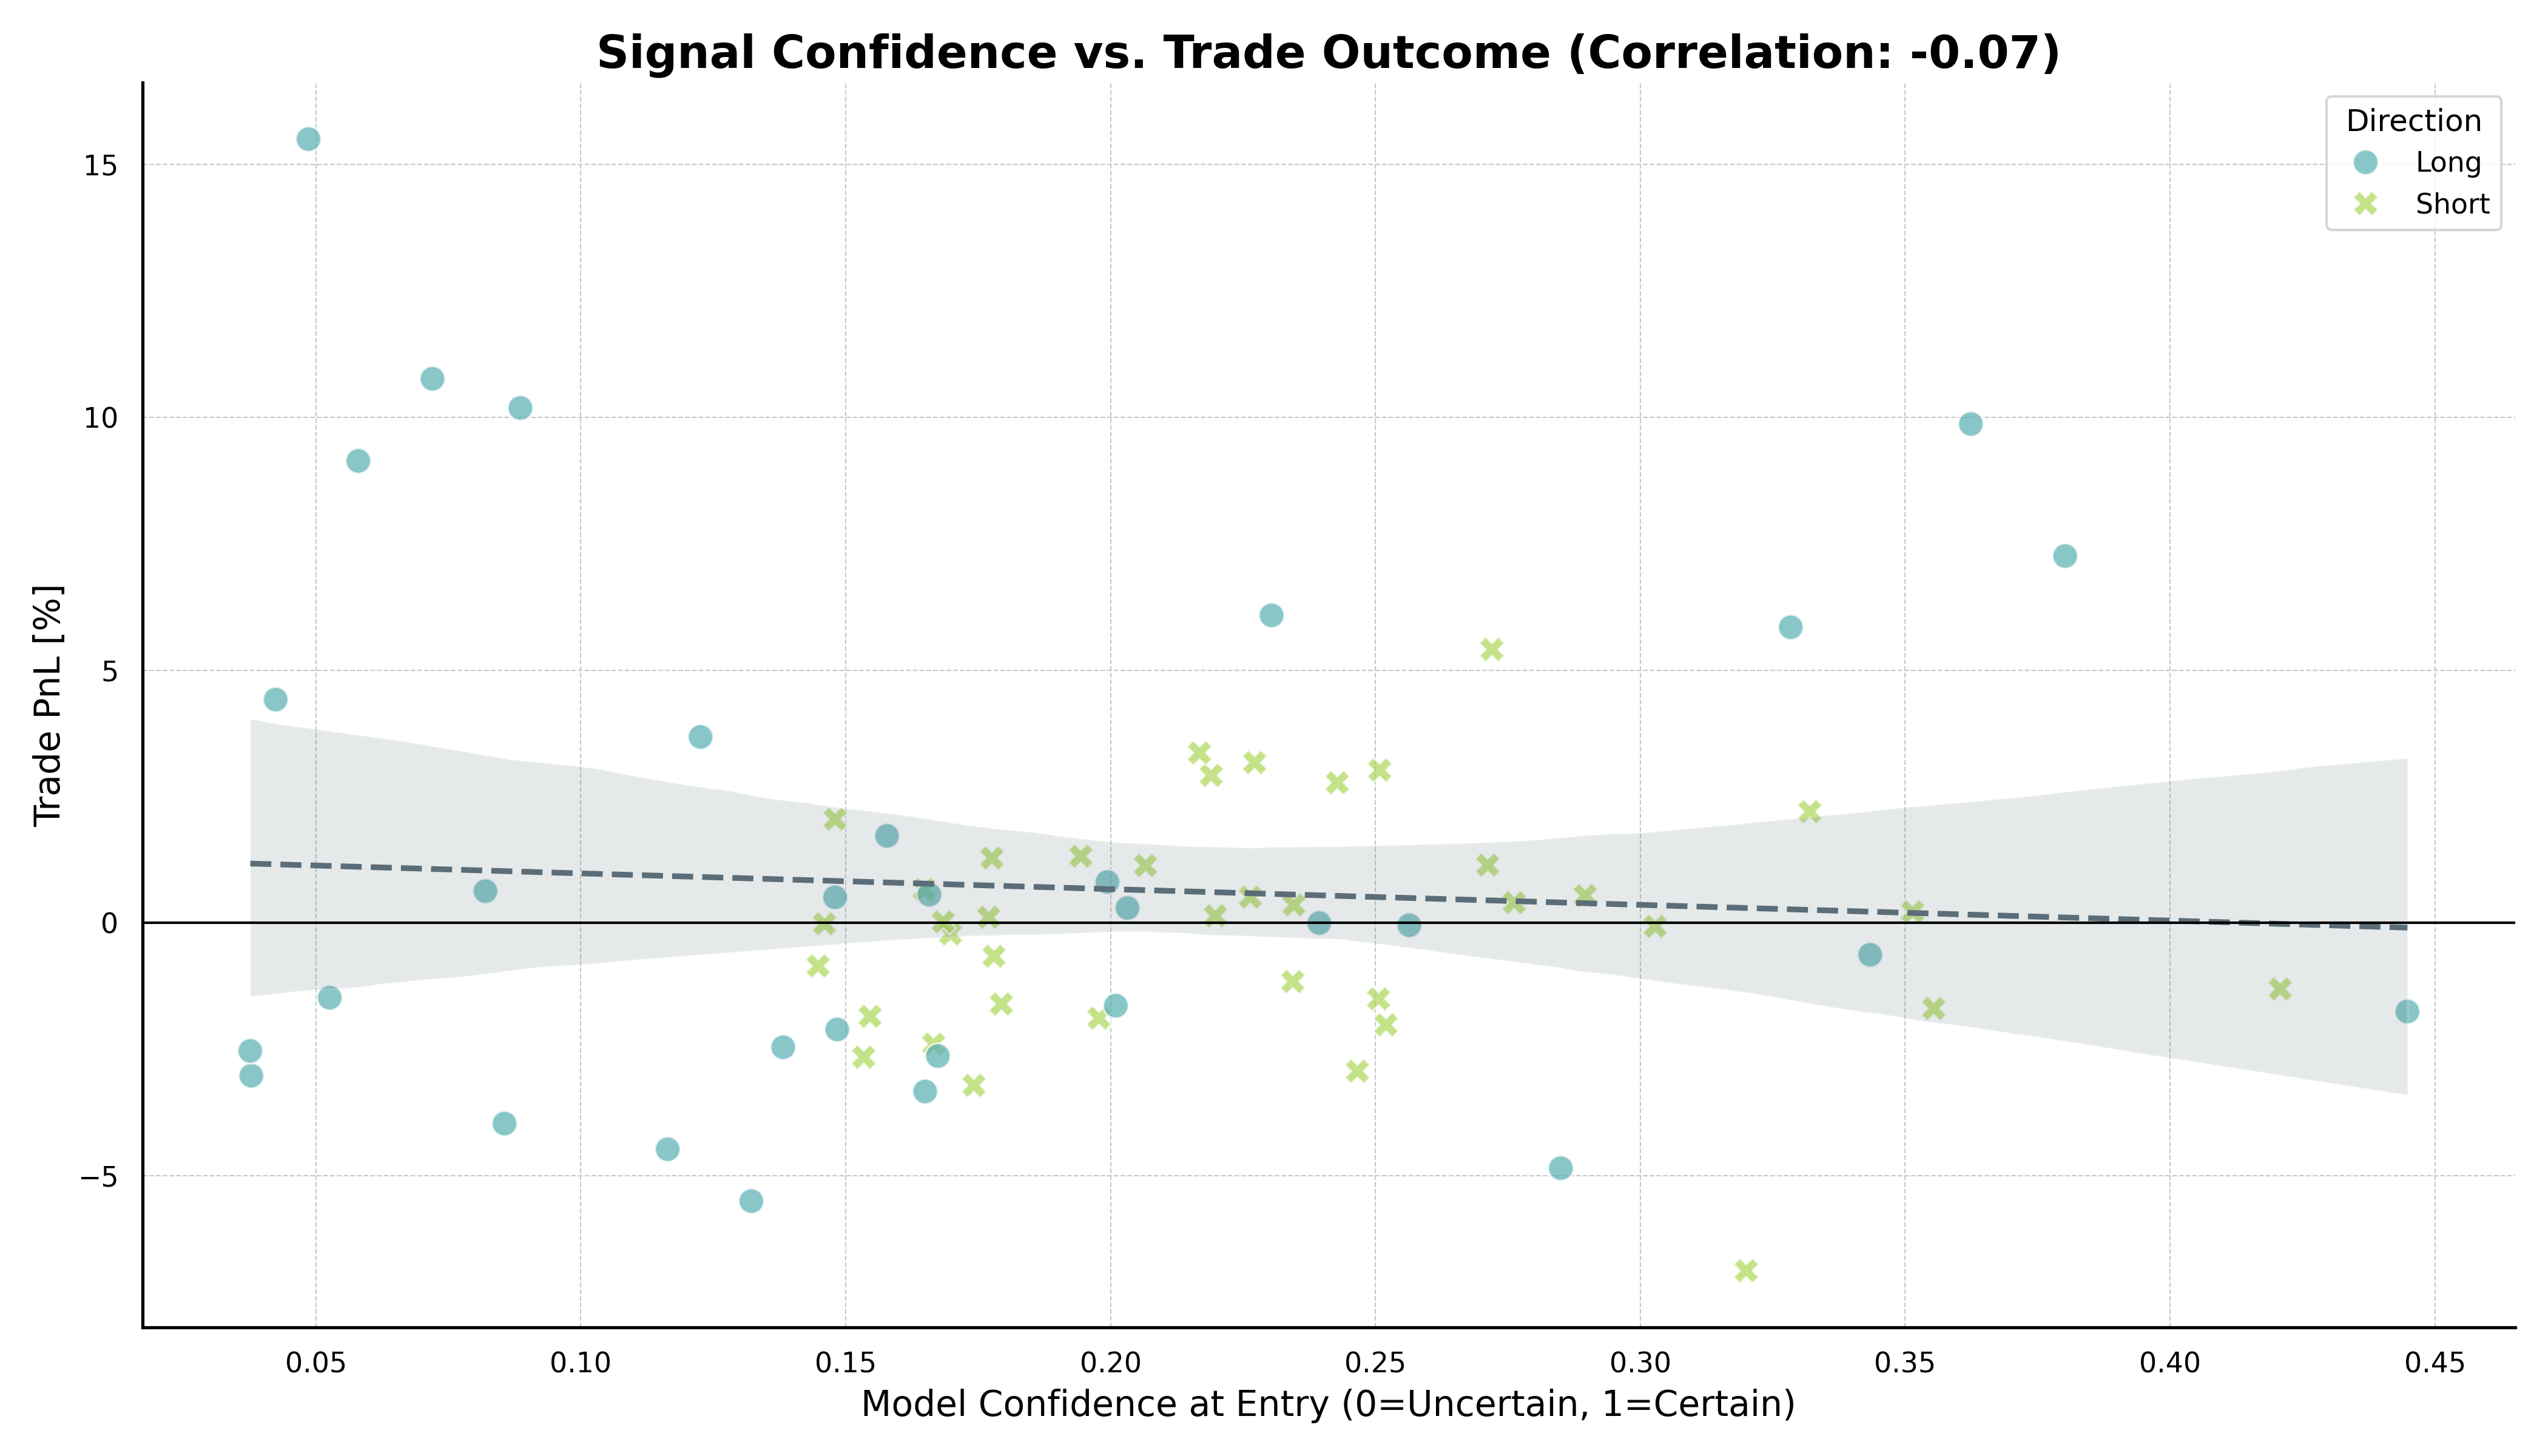 Signal Confidence vs. Trade Outcome (Correlation: -0.07)
Direction
Long
Short
Trade PnL [%]
15
10
5
0
−5
0.05 0.10 0.15 0.20 0.25 0.30 0.35 0.40 0.45
Model Confidence at Entry (0=Uncertain, 1=Certain)